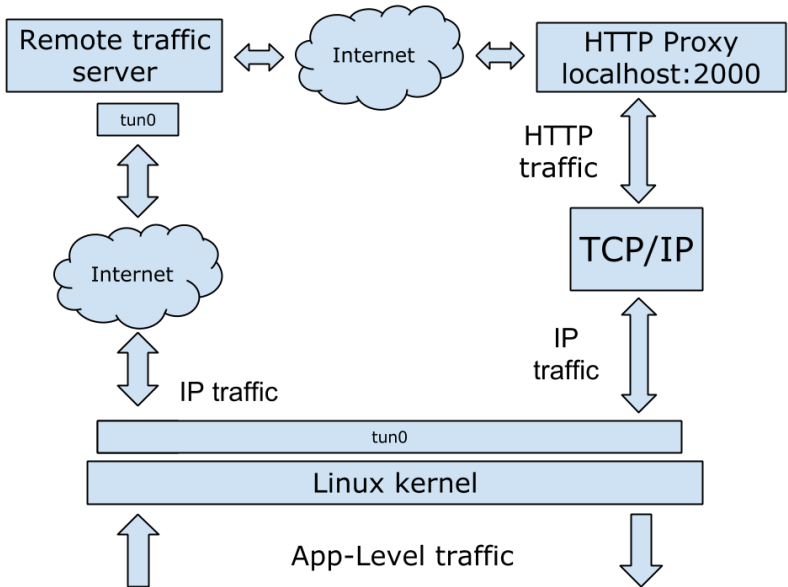 Remote traffic
server
Internet
HTTP Proxy
localhost:2000
tun0
HTTP
traffic
TCP/IP
Internet
IP
traffic
IP traffic
tun0
Linux kernel
App-Level traffic